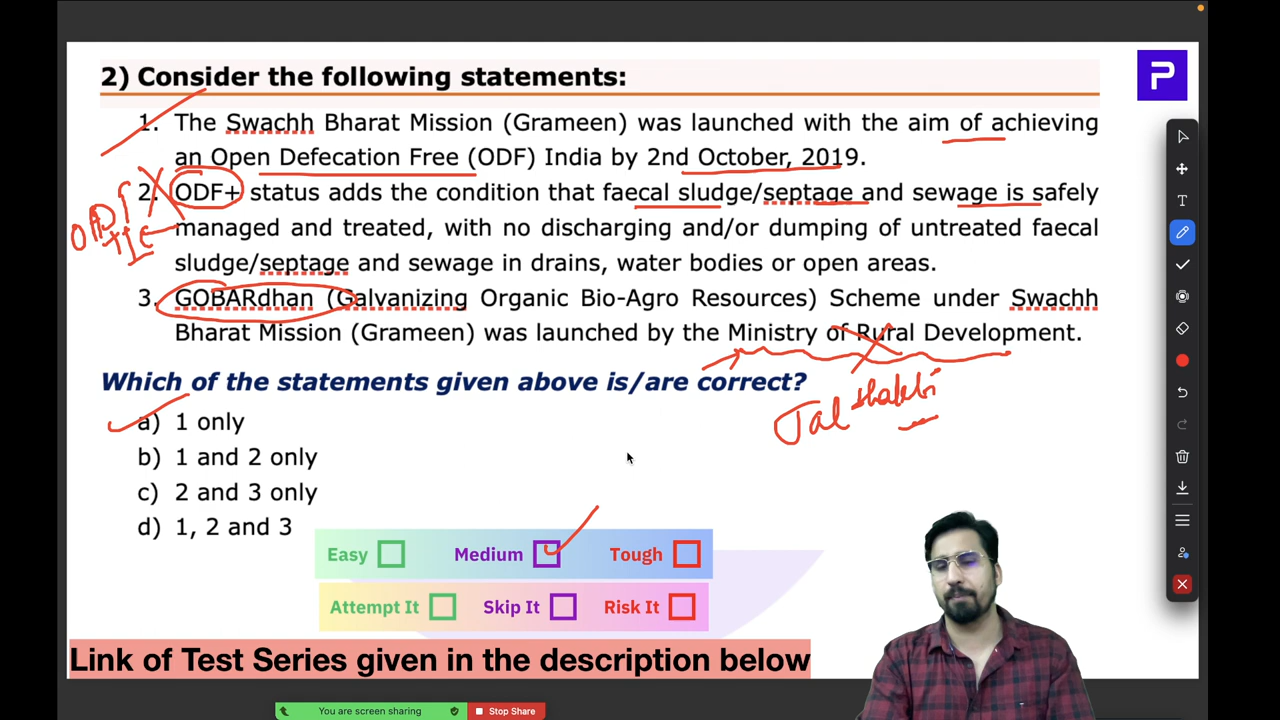 2) Consider the following statements:
1. The Swachh Bharat Mission (Grameen) was launched with the aim of achieving
an Open Defecation Free (ODF) India by 2nd October, 2019.
2. ODF+ status adds the condition that faecal sludge/septage and sewage is safely
managed and treated, with no discharging and/or dumping of untreated faecal
sludge/septage and sewage in drains, water bodies or open areas.
3. GOBARdhan (Galvanizing Organic Bio-Agro Resources) Scheme under Swachh
Bharat Mission (Grameen) was launched by the Ministry of Rural Development.
Which of the statements given above is/are correct?
Jal Shakti
a) 1 only
b) 1 and 2 only
c) 2 and 3 only
d) 1, 2 and 3
Easy Medium Tough
Attempt It Skip It Risk It
Link of Test Series given in the description below
You are screen sharing Stop Share